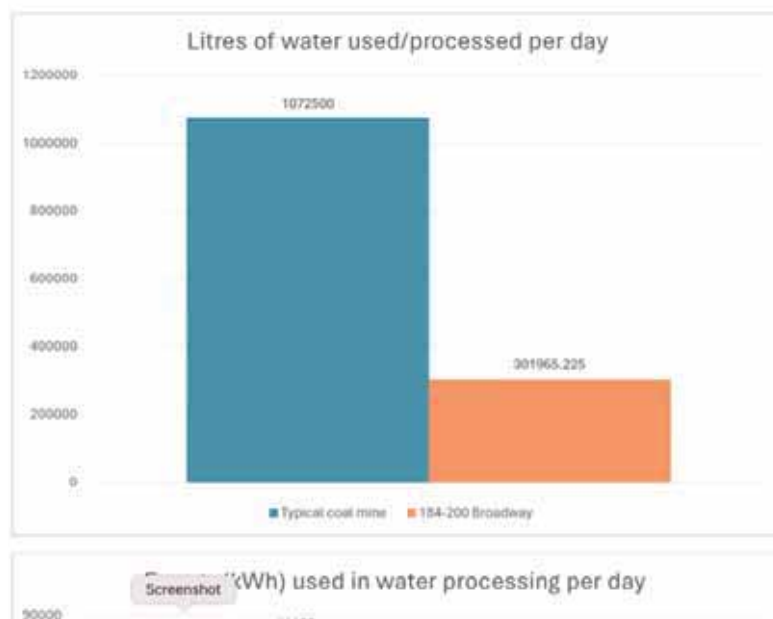 Litres of water used/processed per day
1200000
1072500
1000000
800000
600000
400000
301965.225
200000
0
Typical coal mine 184-200 Broadway
(kWh) used in water processing per day
Screenshot
90000